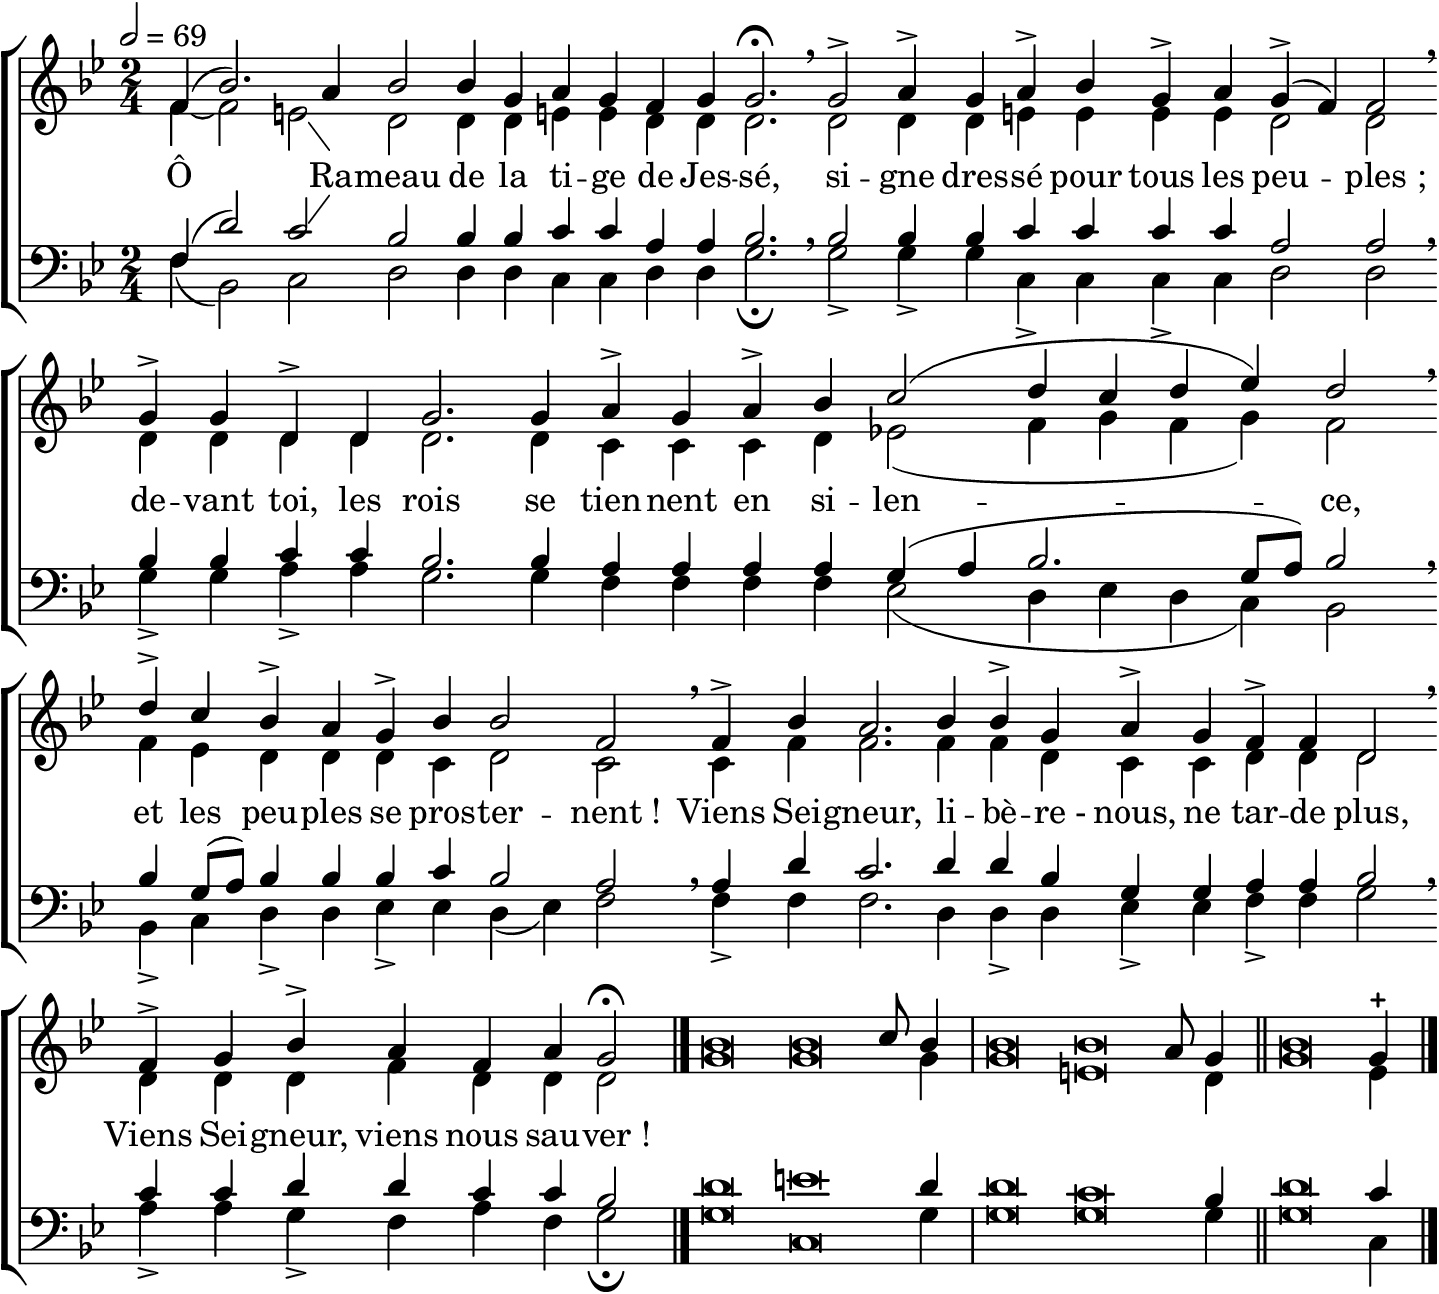 = 69
Ô Rameau de la ti - ge de Jes - sé, si - gne dressé pour tous les peu - ples ;
de - vant toi, les rois se tiennent en si - len - - - ce,
et les peuples se proster - nent ! Viens Seigneur, li - bè - re - nous, ne tar - de plus,
Viens Seigneur, viens nous sauver !